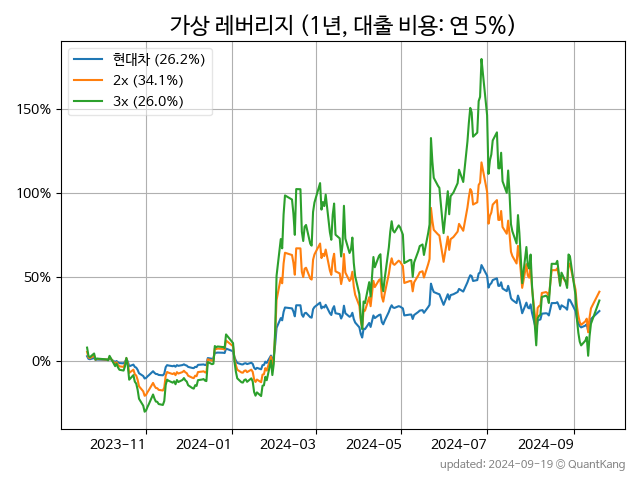 가상 레버리지 (1년, 대출 비용: 연 5%)
현대차 (26.2%)
2x (34.1%)
3x (26.0%)
150%
100%
50%
0%
2023-11 2024-01 2024-03 2024-05 2024-07 2024-09
updated: 2024-09-19 © QuantKang